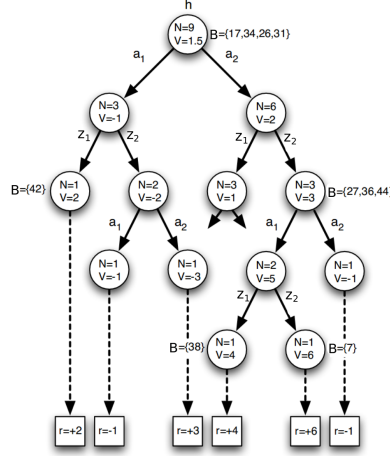 h
N=9
V=1.5
B={17,34,26,31}
a1
a2
N=3
V=-1
N=6
V=2
z1
z2
z1
z2
B={42}
N=1
V=2
N=2
V=-2
N=3
V=1
N=3
V=3
B={27,36,44}
a1
a2
a1
a2
N=1
V=-1
N=1
V=-3
N=2
V=5
N=1
V=-1
z1
z2
B={38}
N=1
V=4
N=1
V=6
B={7}
r=+2
r=-1
r=+3
r=+4
r=+6
r=-1